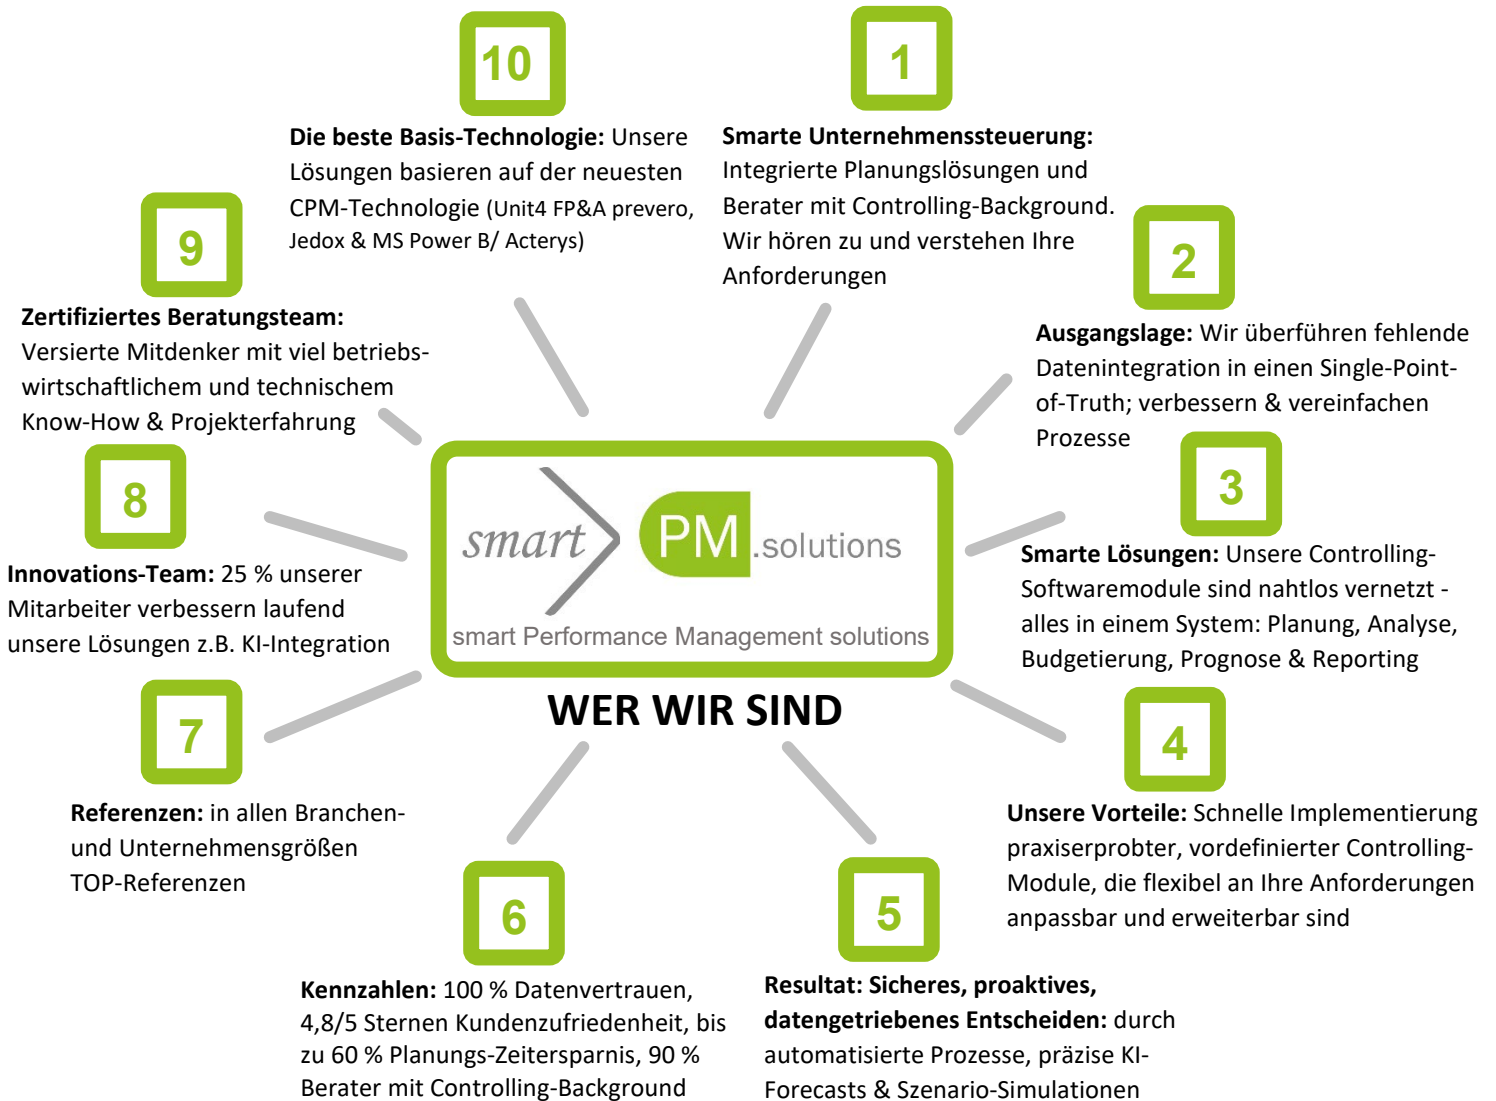 1
Smarte Unternehmenssteuerung:
Integrierte Planungslösungen und
Berater mit Controlling-Background.
Wir hören zu und verstehen Ihre
Anforderungen
2
Ausgangslage: Wir überführen fehlende
Datenintegration in einen Single-Point-
of-Truth; verbessern & vereinfachen
Prozesse
3
Smarte Lösungen: Unsere Controlling-
Softwaremodule sind nahtlos vernetzt -
alles in einem System: Planung, Analyse,
Budgetierung, Prognose & Reporting
4
Unsere Vorteile: Schnelle Implementierung
praxiserprobter, vordefinierter Controlling-
Module, die flexibel an Ihre Anforderungen
anpassbar und erweiterbar sind
5
Resultat: Sicheres, proaktives,
datengetriebenes Entscheiden: durch
automatisierte Prozesse, präzise KI-
Forecasts & Szenario-Simulationen
6
Kennzahlen: 100 % Datenvertrauen,
4,8/5 Sternen Kundenzufriedenheit, bis
zu 60 % Planungs-Zeitersparnis, 90 %
Berater mit Controlling-Background
7
Referenzen: in allen Branchen-
und Unternehmensgrößen
TOP-Referenzen
8
Innovations-Team: 25 % unserer
Mitarbeiter verbessern laufend
unsere Lösungen z.B. KI-Integration
9
Zertifiziertes Beratungsteam:
Versierte Mitdenker mit viel betriebs-
wirtschaftlichem und technischem
Know-How & Projekterfahrung
10
Die beste Basis-Technologie: Unsere
Lösungen basieren auf der neuesten
CPM-Technologie (Unit4 FP&A prevero,
Jedox & MS Power B/ Acterys)
smart PM.solutions
smart Performance Management solutions
WER WIR SIND